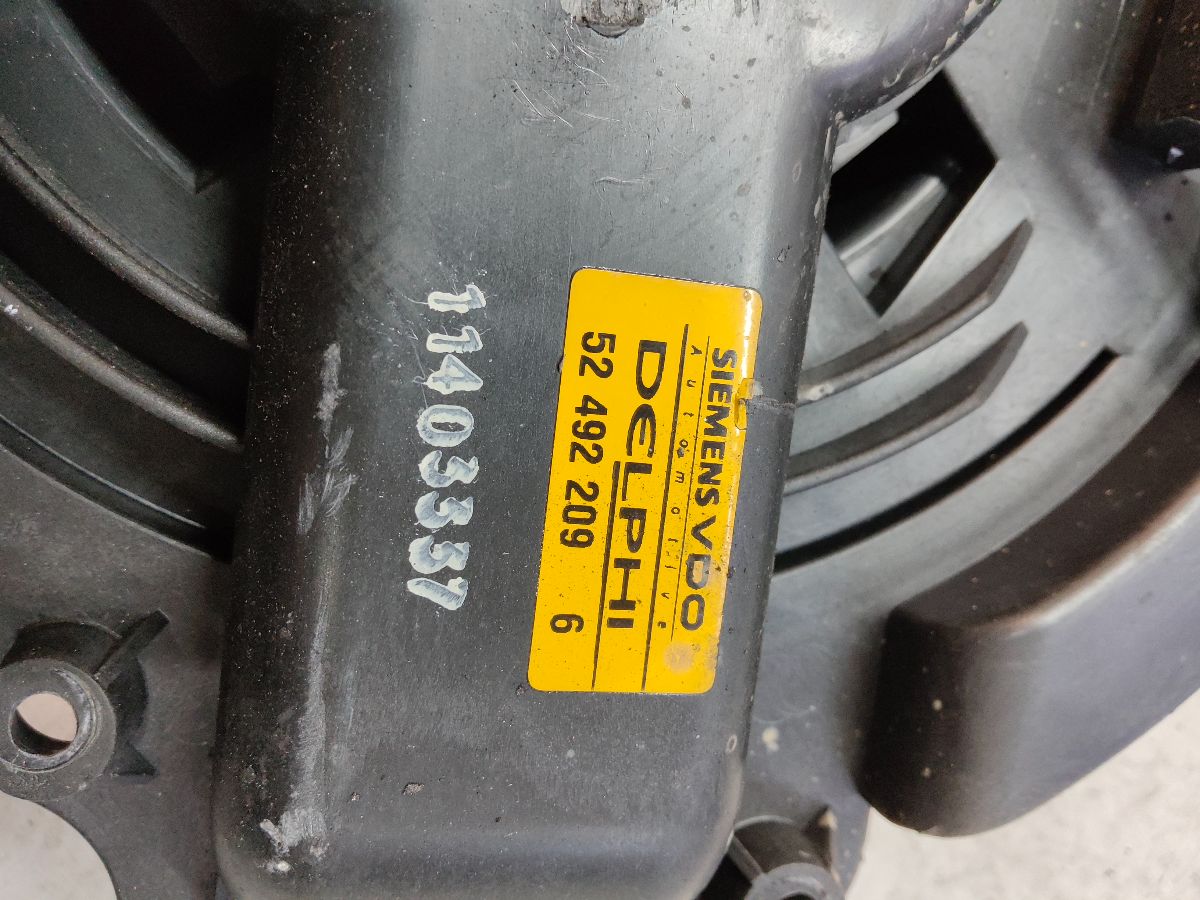 SIEMENS VDO
Automotive
DELPHI
52 492 209 6
11403337